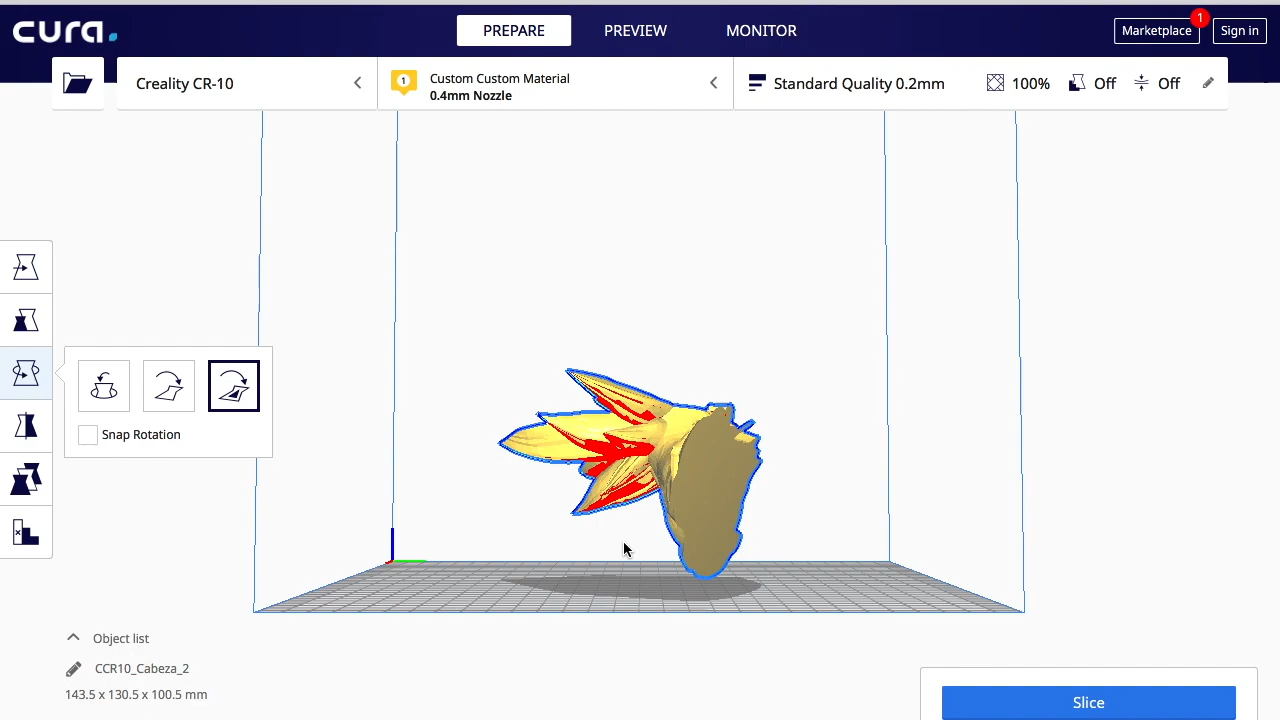 cura.
PREPARE
PREVIEW
MONITOR
Marketplace
1
Sign in
Creality CR-10
1
Custom Custom Material
0.4mm Nozzle
Standard Quality 0.2mm
100%
Off
Off
Snap Rotation
Object list
CCR10_Cabeza_2
143.5 x 130.5 x 100.5 mm
Slice